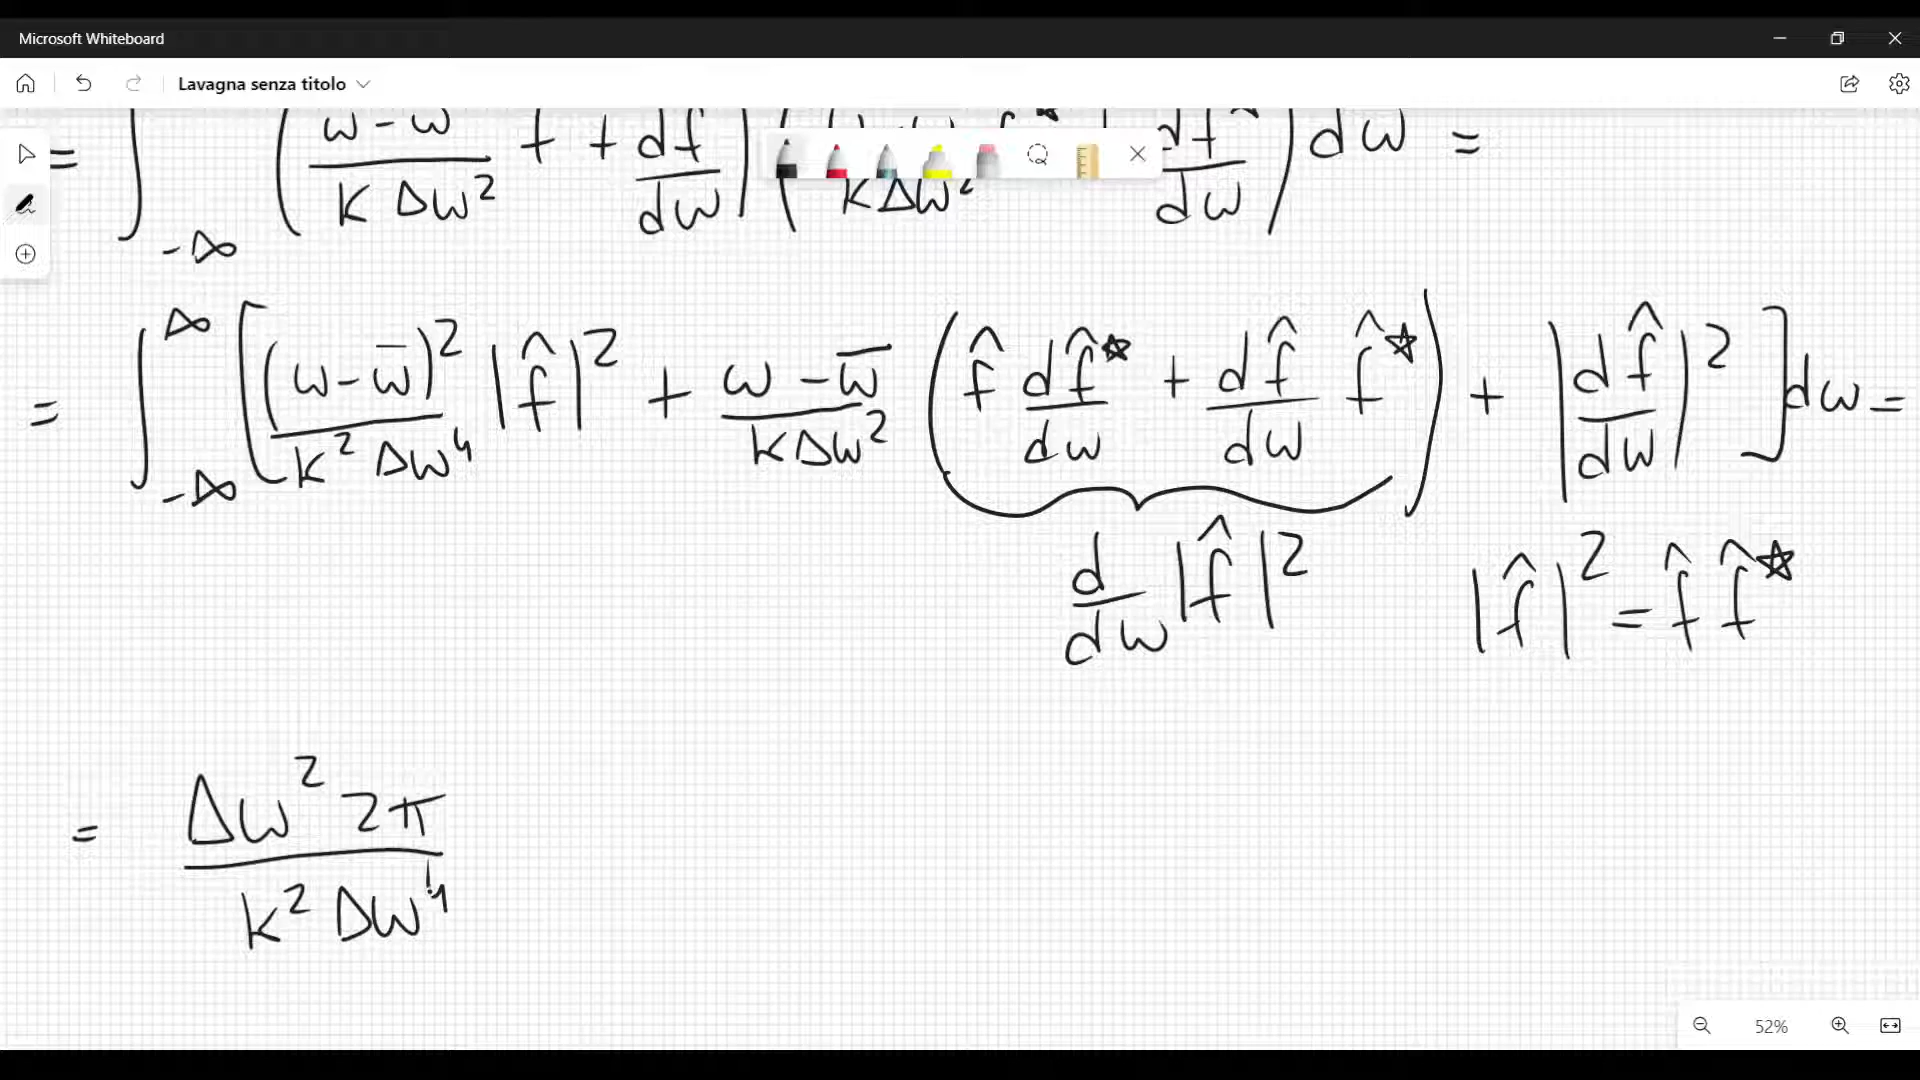 Microsoft Whiteboard
Lavagna senza titolo
= ∫_{-∞} ( (ω - ω)/(k Δω²) f + df/dω ) ( /(k Δω²) df/dω ) dω =
= ∫_{-∞}^{∞} [ (ω - ω̄)²/(k² Δω⁴) |f̂|² + (ω - ω̄)/(k Δω²) ( f̂ df̂*/dω + df̂/dω f̂* ) + |df̂/dω|² ] dω =
d/dω |f̂|² |f̂|² = f̂ f̂*
= Δω² 2π / (k² Δω⁴)
52%